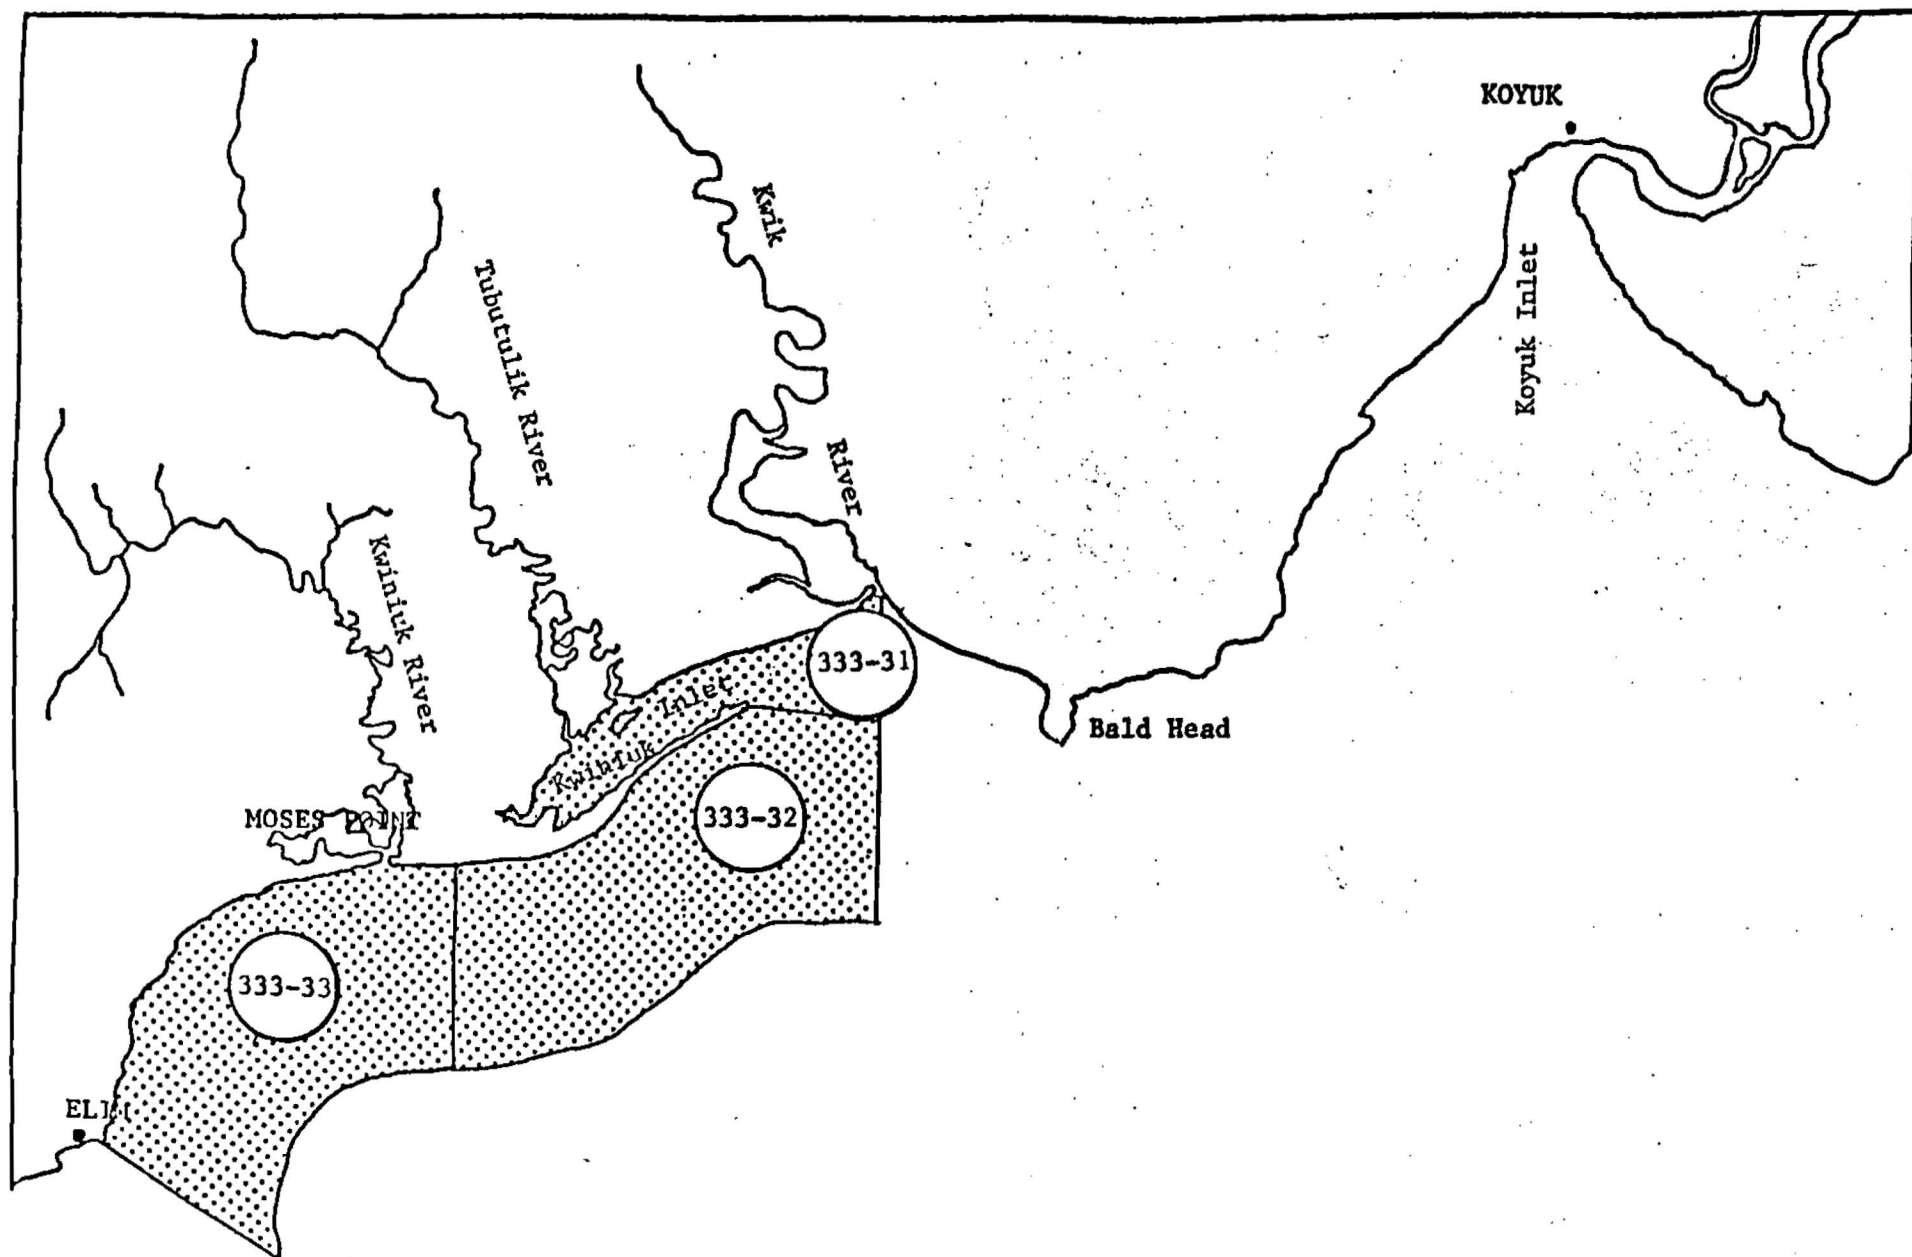 KOYUK
Kwik
Tubutulik River
Koyuk Inlet
River
Kwiniuk River
333-31
Inlet
Bald Head
Kwiniuk
333-32
MOSES POINT
333-33